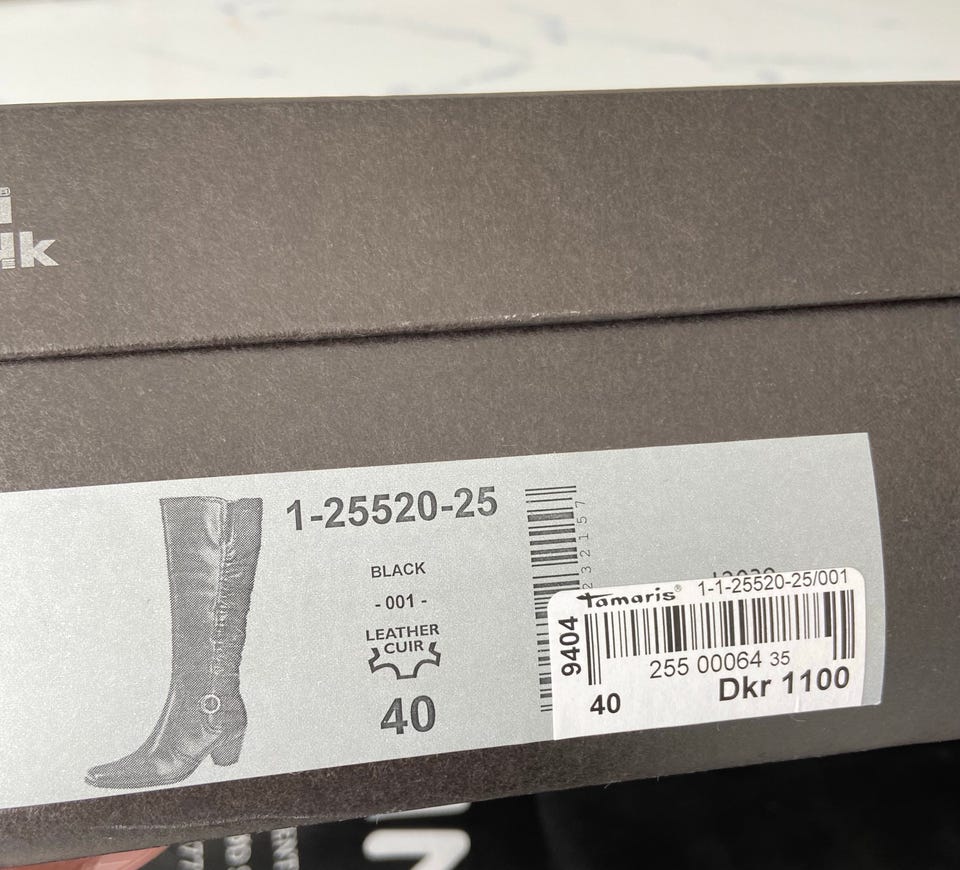 1-25520-25
BLACK
- 001 -
LEATHER
CUIR
40
232157
Tamaris® 1-1-25520-25/001
9404
255 00064 35
40 Dkr 1100